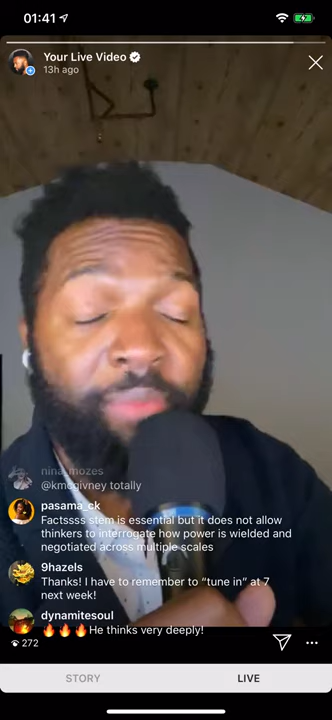 01:41
Your Live Video
13h ago
nina_mozes
@kmcgivney totally
pasama_ck
Factssss stem is essential but it does not allow
thinkers to interrogate how power is wielded and
negotiated across multiple scales
9hazels
Thanks! I have to remember to “tune in” at 7
next week!
dynamitesoul
🔥🔥🔥He thinks very deeply!
272
STORY
LIVE